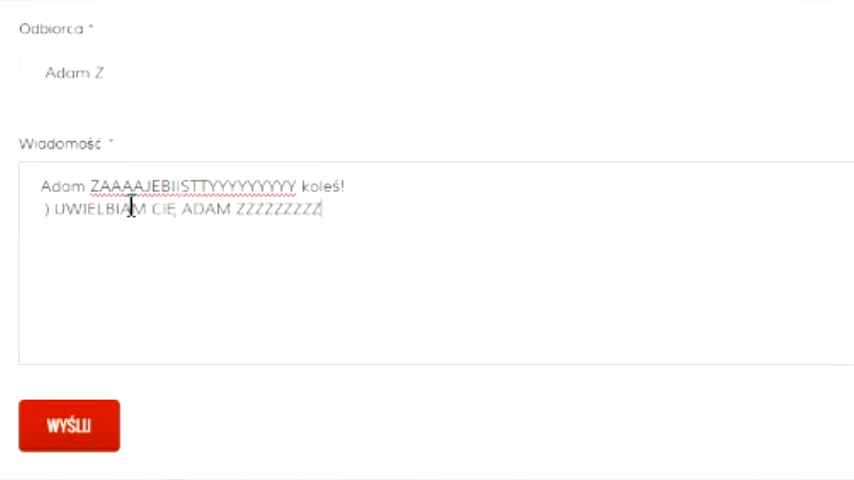 Odbiorca *
Adam Z
Wiadomość *
Adam ZAAAAJEBIISTTYYYYYYYYY koleś!
) UWIELBIAM CIĘ ADAM ZZZZZZZZZ
WYŚLIJ